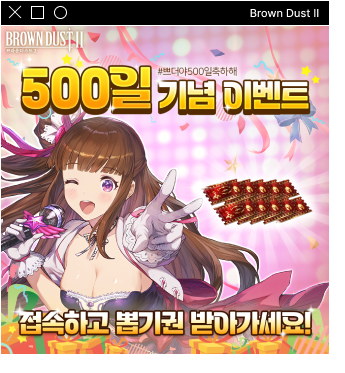 Brown Dust II
BROWN DUST II
#쁘더야500일축하해
500일 기념 이벤트
접속하고 뽑기권 받아가세요!